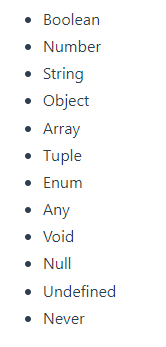 Boolean
Number
String
Object
Array
Tuple
Enum
Any
Void
Null
Undefined
Never